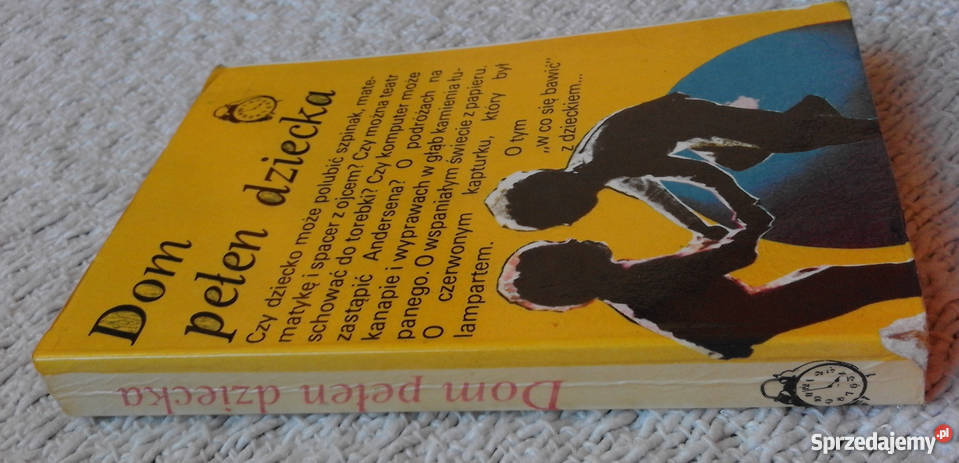 Dom
pełen dziecka
Czy dziecko może polubić szpinak, mate-
matykę i spacer z ojcem? Czy można teatr
schować do torebki? Czy komputer może
zastąpić Andersena? O podróżach na
kanapie i wyprawach w głąb kamienia łu-
panego. O wspaniałym świecie z papieru.
O czerwonym kapturku, który był
lampartem.
O tym
„w co się bawić”
z dzieckiem...
Dom pełen dziecka
Sprzedajemy.pl